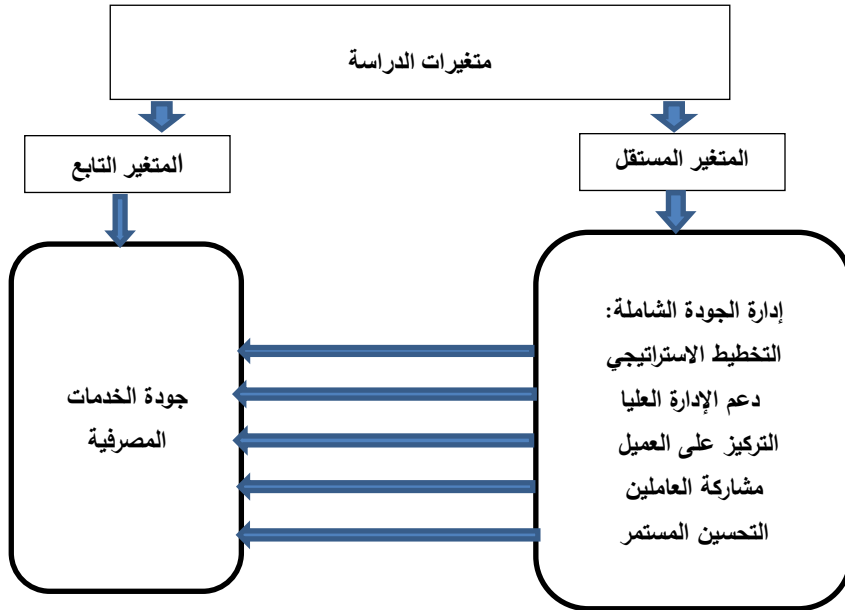 متغيرات الدراسة
المتغير المستقل
المتغير التابع
إدارة الجودة الشاملة:
التخطيط الاستراتيجي
دعم الإدارة العليا
التركيز على العميل
مشاركة العاملين
التحسين المستمر
جودة الخدمات
المصرفية